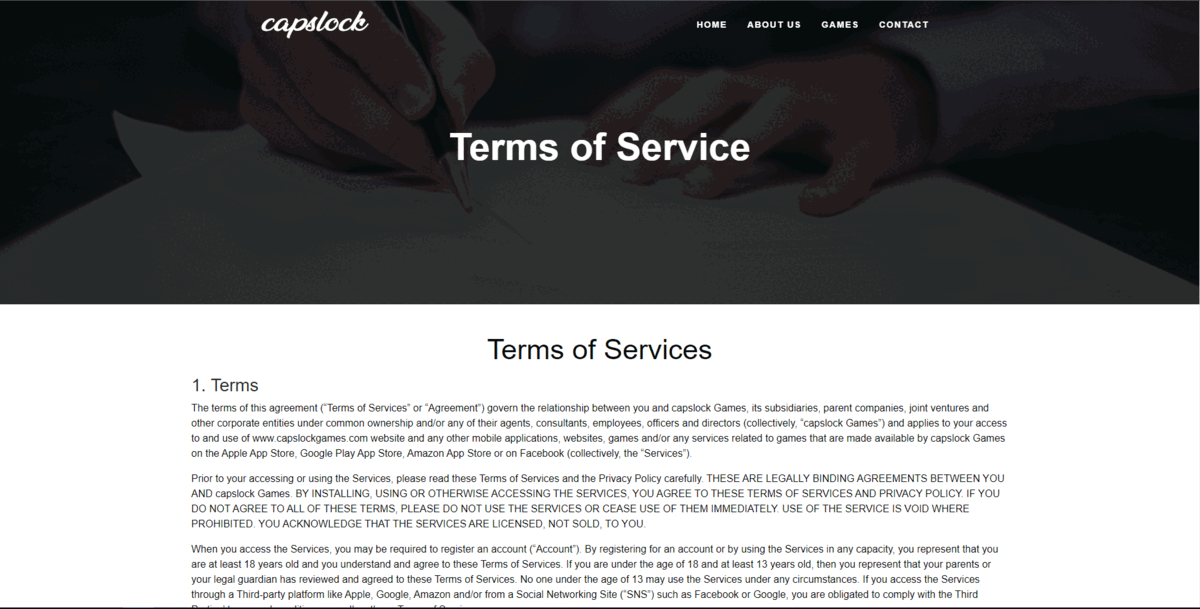 capslock
HOME ABOUT US GAMES CONTACT
Terms of Service
Terms of Services
1. Terms
The terms of this agreement (“Terms of Services” or “Agreement”) govern the relationship between you and capslock Games, its subsidiaries, parent companies, joint ventures and
other corporate entities under common ownership and/or any of their agents, consultants, employees, officers and directors (collectively, “capslock Games”) and applies to your access
to and use of www.capslockgames.com website and any other mobile applications, websites, games and/or any services related to games that are made available by capslock Games
on the Apple App Store, Google Play App Store, Amazon App Store or on Facebook (collectively, the “Services”).
Prior to your accessing or using the Services, please read these Terms of Services and the Privacy Policy carefully. THESE ARE LEGALLY BINDING AGREEMENTS BETWEEN YOU
AND capslock Games. BY INSTALLING, USING OR OTHERWISE ACCESSING THE SERVICES, YOU AGREE TO THESE TERMS OF SERVICES AND PRIVACY POLICY. IF YOU
DO NOT AGREE TO ALL OF THESE TERMS, PLEASE DO NOT USE THE SERVICES OR CEASE USE OF THEM IMMEDIATELY. USE OF THE SERVICE IS VOID WHERE
PROHIBITED. YOU ACKNOWLEDGE THAT THE SERVICES ARE LICENSED, NOT SOLD, TO YOU.
When you access the Services, you may be required to register an account (“Account”). By registering for an account or by using the Services in any capacity, you represent that you
are at least 18 years old and you understand and agree to these Terms of Services. If you are under the age of 18 and at least 13 years old, then you represent that your parents or
your legal guardian has reviewed and agreed to these Terms of Services. No one under the age of 13 may use the Services under any circumstances. If you access the Services
through a Third-party platform like Apple, Google, Amazon and/or from a Social Networking Site (“SNS”) such as Facebook or Google, you are obligated to comply with the Third